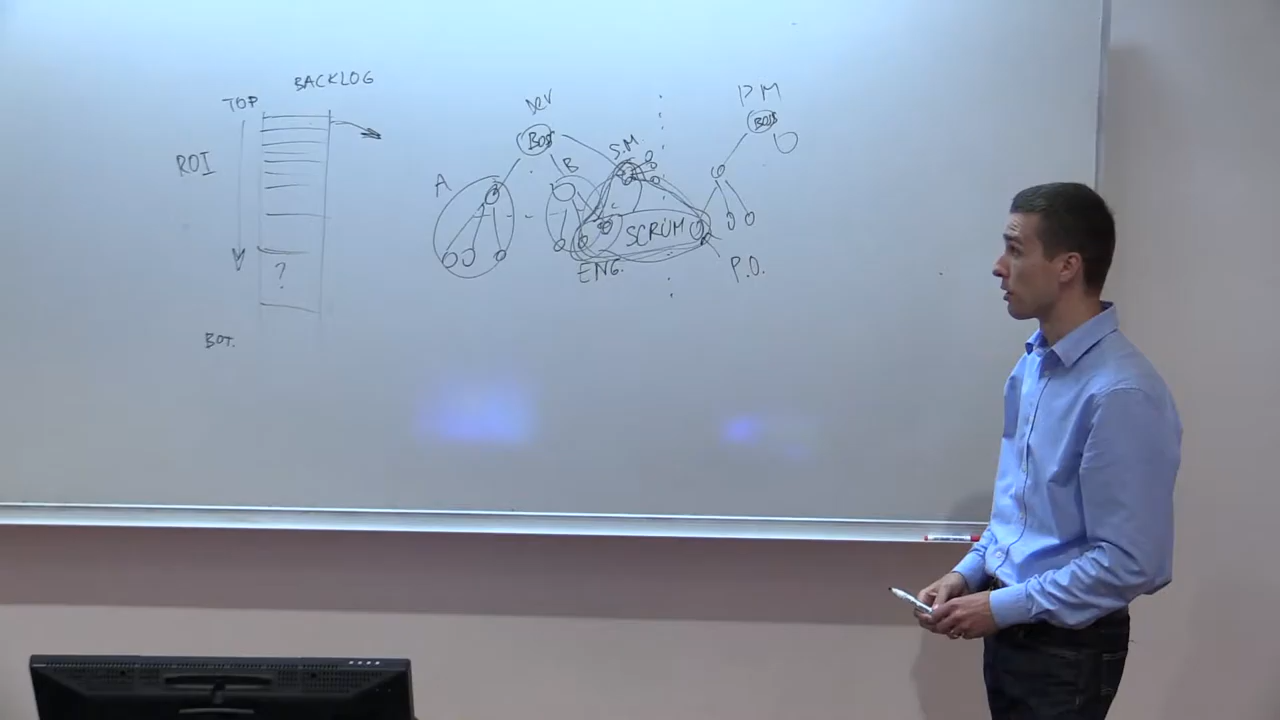 BACKLOG
TOP
ROI
?
BOT.
DEV
BOSS
A
B
S.M
SCRUM
ENG.
PM
BOSS
P.O.